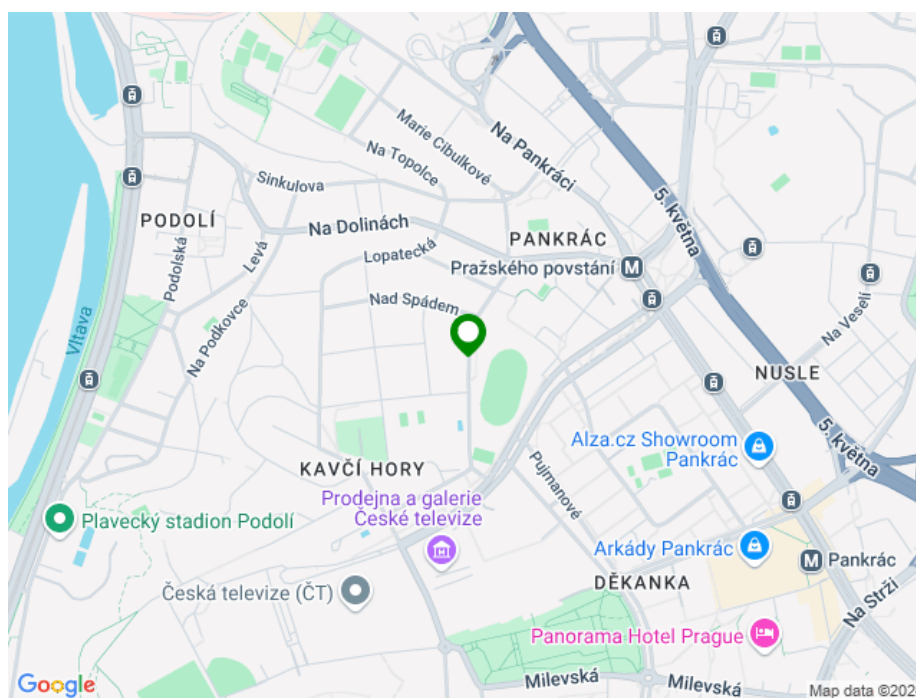 Marie Cibulkové
Na Pankráci
Na Topolce
Sinkulova
5. května
PODOLÍ
Na Dolinách
PANKRÁC
Lopatecká
Pražského povstání
Podolská
Levá
Nad Spádem
Na Veselí
Vltava
Na Podkovce
NUSLE
Alza.cz Showroom
Pankrác
5. května
KAVČÍ HORY
Pujmanové
Prodejna a galerie
České televize
Plavecký stadion Podolí
Arkády Pankrác
Pankrác
Česká televize (ČT)
DĚKANKA
Na Strži
Panorama Hotel Prague
Milevská
Milevská
Google
Map data ©202